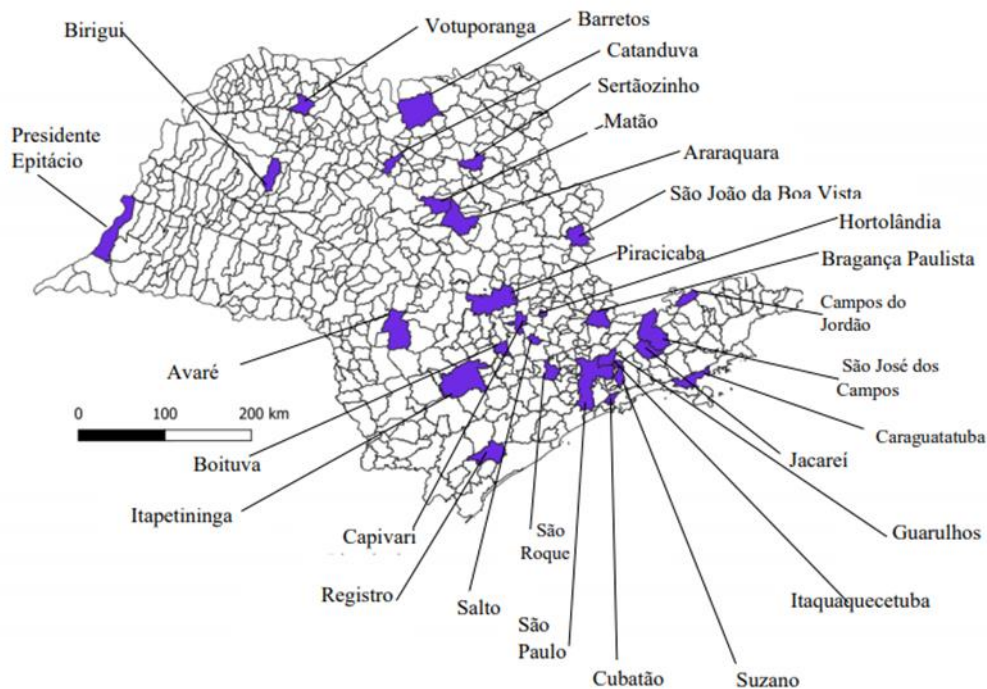 Votuporanga
Barretos
Birigui
Catanduva
Sertãozinho
Matão
Presidente
Epitácio
Araraquara
São João da Boa Vista
Hortolândia
Piracicaba
Bragança Paulista
Campos do
Jordão
Avaré
São José dos
Campos
0 100 200 km
Caraguatatuba
Boituva
Jacareí
Itapetininga
Capivari
São
Roque
Guarulhos
Registro
Salto
Itaquaquecetuba
São
Paulo
Cubatão
Suzano